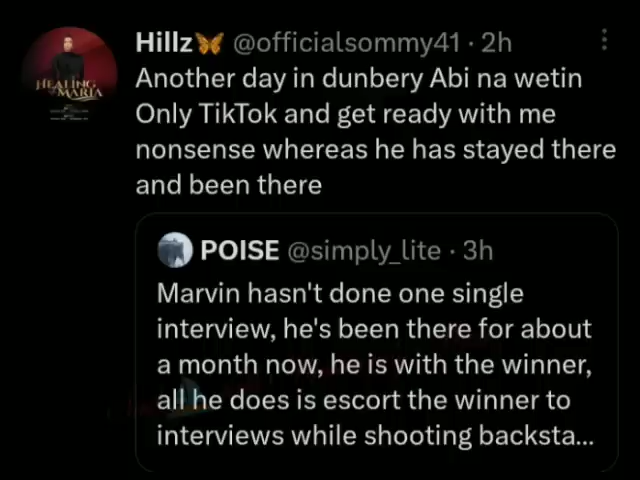 Hillz🦋 @officialsommy41 · 2h
Another day in dunbery Abi na wetin
Only TikTok and get ready with me
nonsense whereas he has stayed there
and been there
HEALING
MARIA
POISE @simply_lite · 3h
Marvin hasn't done one single
interview, he's been there for about
a month now, he is with the winner,
all he does is escort the winner to
interviews while shooting backsta...